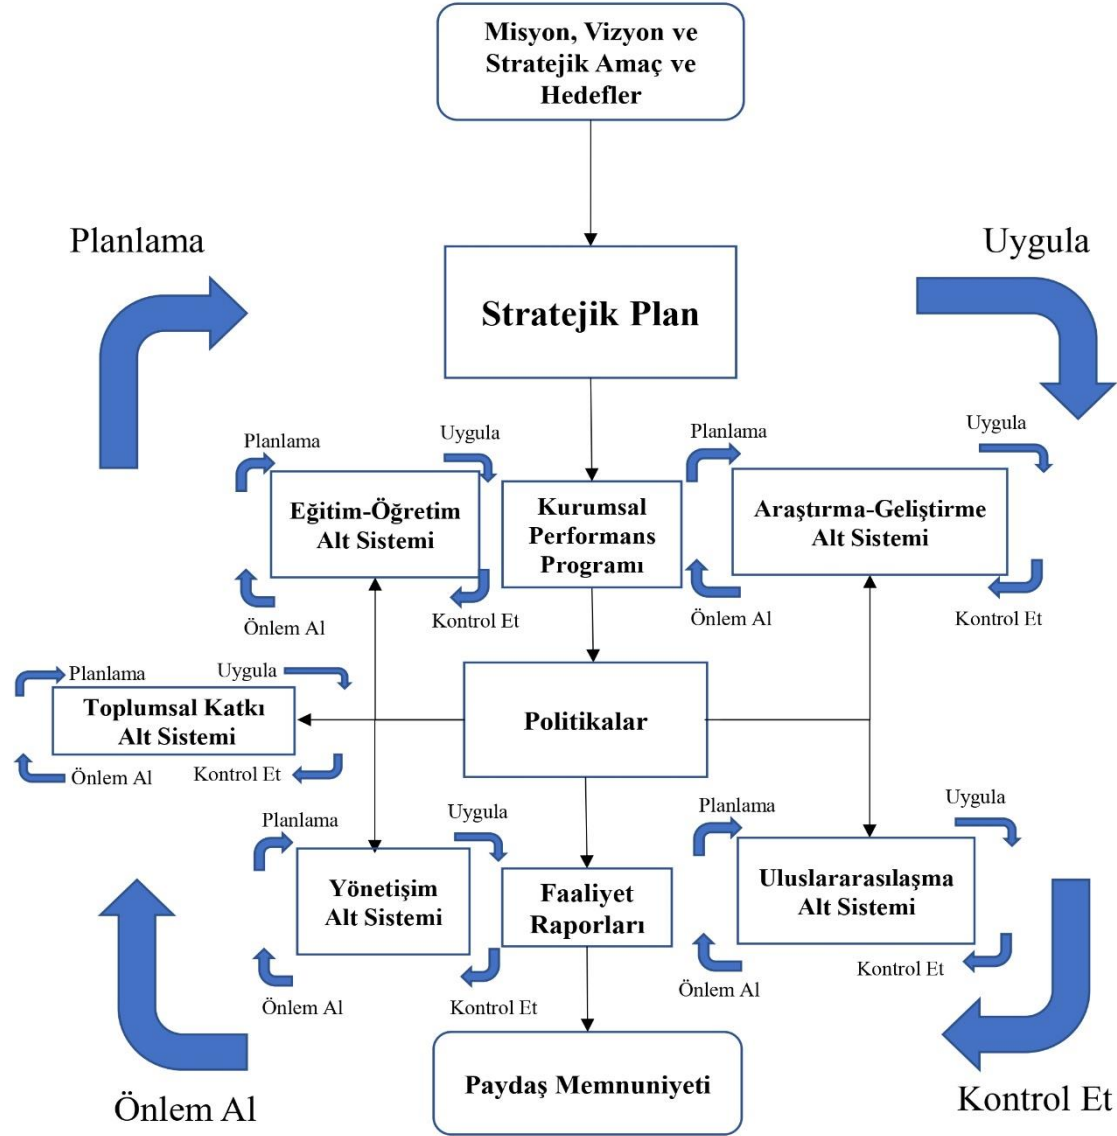 Misyon, Vizyon ve
Stratejik Amaç ve
Hedefler
Planlama
Uygula
Stratejik Plan
Planlama
Uygula
Planlama
Uygula
Eğitim-Öğretim
Alt Sistemi
Kurumsal
Performans
Programı
Araştırma-Geliştirme
Alt Sistemi
Önlem Al
Kontrol Et
Önlem Al
Kontrol Et
Planlama
Uygula
Toplumsal Katkı
Alt Sistemi
Politikalar
Önlem Al
Kontrol Et
Planlama
Uygula
Planlama
Uygula
Yönetişim
Alt Sistemi
Faaliyet
Raporları
Uluslararasılaşma
Alt Sistemi
Önlem Al
Kontrol Et
Önlem Al
Kontrol Et
Paydaş Memnuniyeti
Önlem Al
Kontrol Et